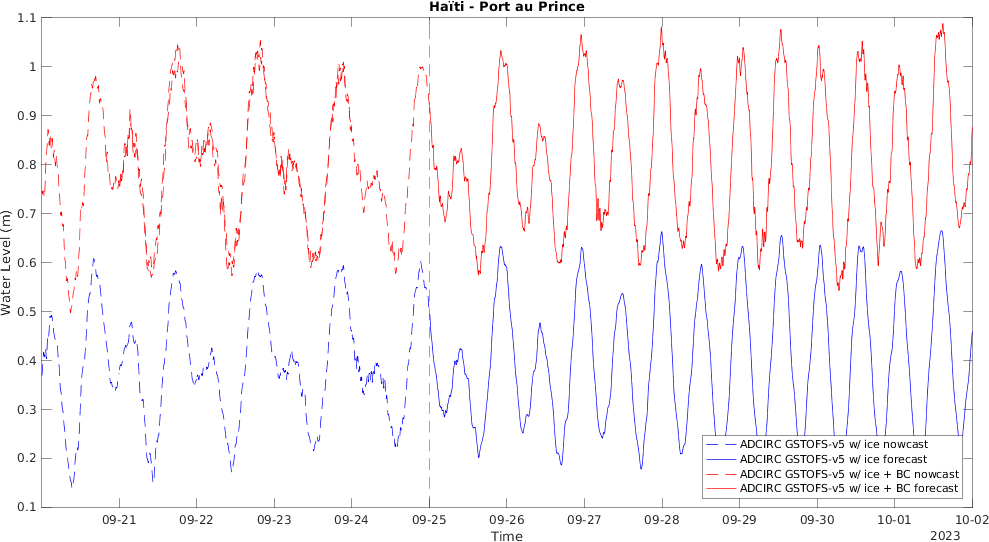 Haïti - Port au Prince
Water Level (m)
1.1
1
0.9
0.8
0.7
0.6
0.5
0.4
0.3
0.2
0.1
ADCIRC GSTOFS-v5 w/ ice nowcast
ADCIRC GSTOFS-v5 w/ ice forecast
ADCIRC GSTOFS-v5 w/ ice + BC nowcast
ADCIRC GSTOFS-v5 w/ ice + BC forecast
09-21 09-22 09-23 09-24 09-25 09-26 09-27 09-28 09-29 09-30 10-01 10-02
Time
2023